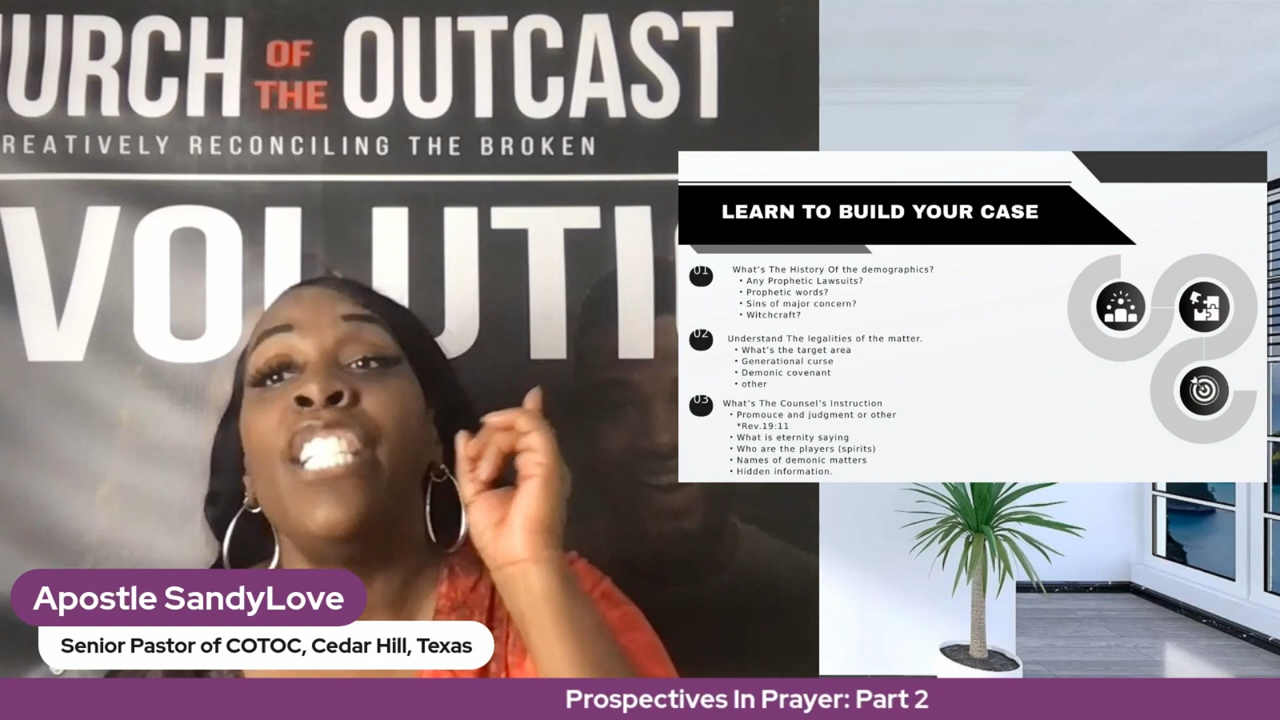 URCH OF THE OUTCAST
REATIVELY RECONCILING THE BROKEN
VOLUTI
LEARN TO BUILD YOUR CASE
01
What's The History Of the demographics?
• Any Prophetic Lawsuits?
• Prophetic words?
• Sins of major concern?
• Witchcraft?
02
Understand The legalities of the matter.
• What's the target area
• Generational curse
• Demonic covenant
• other
03
What's The Counsel's Instruction
• Promouce and judgment or other
*Rev.19:11
• What is eternity saying
• Who are the players (spirits)
• Names of demonic matters
• Hidden information.
Apostle SandyLove
Senior Pastor of COTOC, Cedar Hill, Texas
Prospectives In Prayer: Part 2